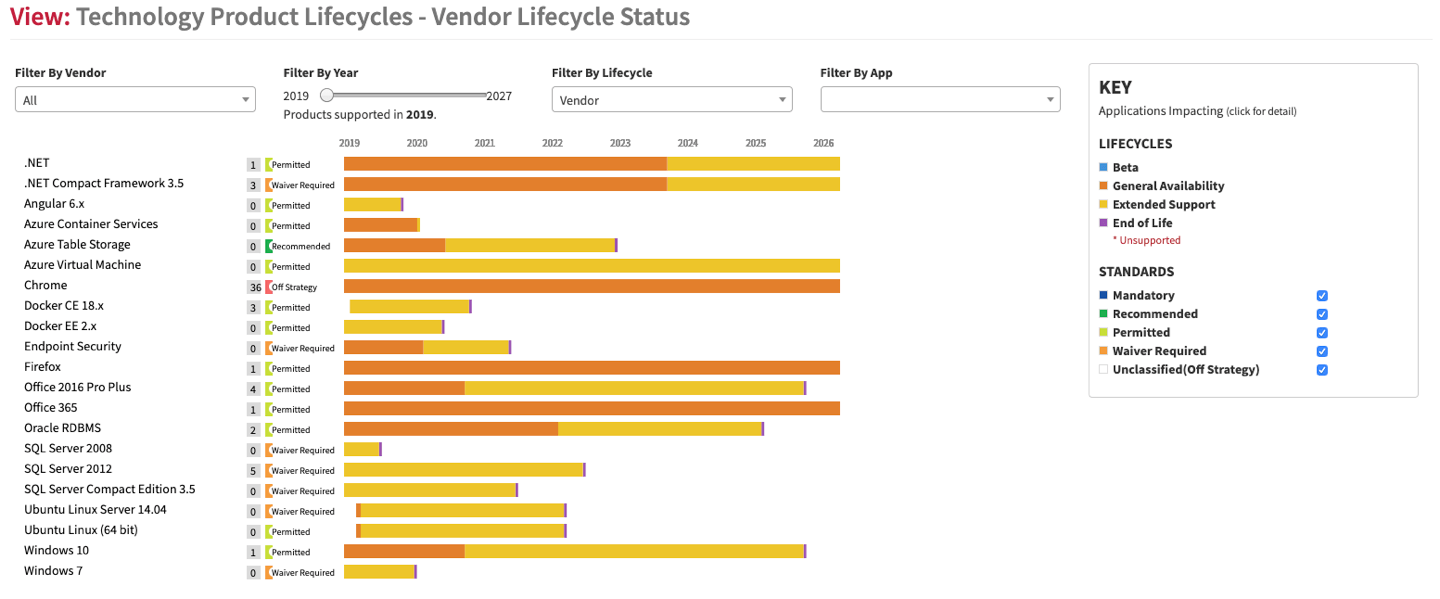 View: Technology Product Lifecycles - Vendor Lifecycle Status
Filter By Vendor
All
Filter By Year
2019 2027
Products supported in 2019.
Filter By Lifecycle
Vendor
Filter By App
2019 2020 2021 2022 2023 2024 2025 2026
.NET 1 Permitted
.NET Compact Framework 3.5 3 Waiver Required
Angular 6.x 0 Permitted
Azure Container Services 0 Permitted
Azure Table Storage 0 Recommended
Azure Virtual Machine 0 Permitted
Chrome 36 Off Strategy
Docker CE 18.x 3 Permitted
Docker EE 2.x 0 Permitted
Endpoint Security 0 Waiver Required
Firefox 1 Permitted
Office 2016 Pro Plus 4 Permitted
Office 365 1 Permitted
Oracle RDBMS 2 Permitted
SQL Server 2008 0 Waiver Required
SQL Server 2012 5 Waiver Required
SQL Server Compact Edition 3.5 0 Waiver Required
Ubuntu Linux Server 14.04 0 Waiver Required
Ubuntu Linux (64 bit) 0 Permitted
Windows 10 1 Permitted
Windows 7 0 Waiver Required
KEY
Applications Impacting (click for detail)
LIFECYCLES
Beta
General Availability
Extended Support
End of Life
* Unsupported
STANDARDS
Mandatory
Recommended
Permitted
Waiver Required
Unclassified(Off Strategy)